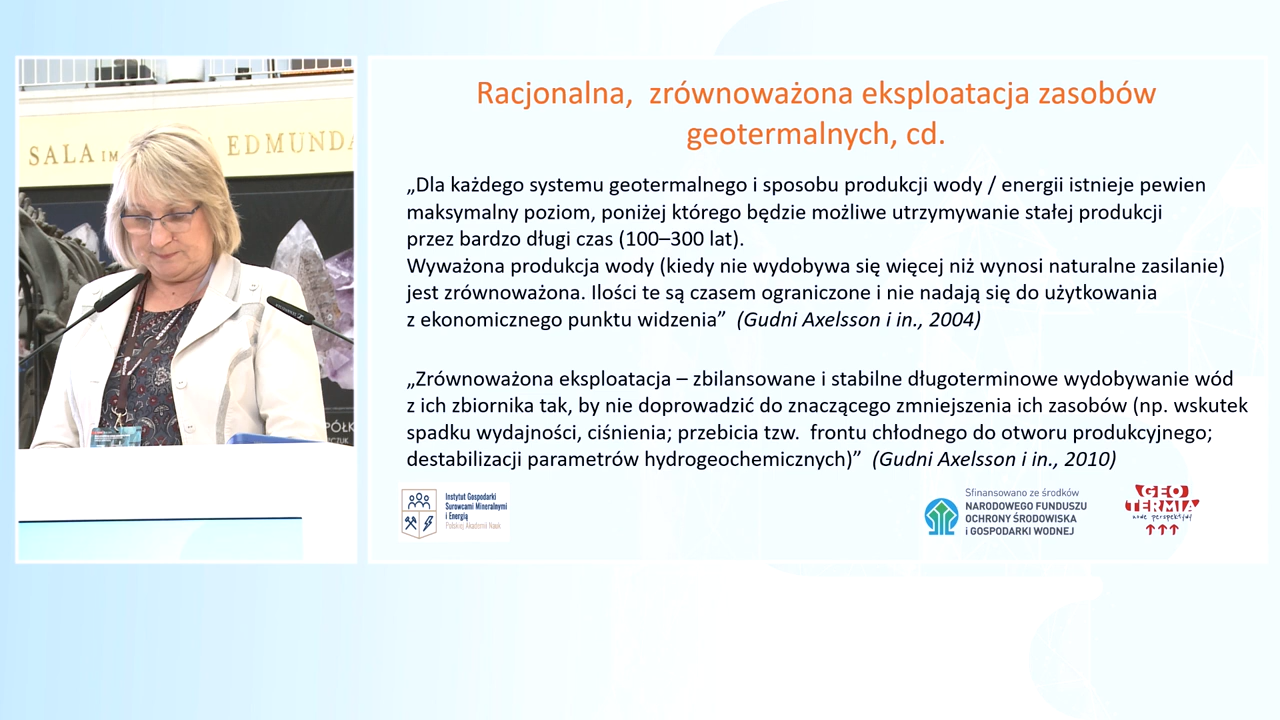 SALA IM
EDMUNDA
PÓŁK
Racjonalna, zrównoważona eksploatacja zasobów
geotermalnych, cd.
„Dla każdego systemu geotermalnego i sposobu produkcji wody / energii istnieje pewien
maksymalny poziom, poniżej którego będzie możliwe utrzymywanie stałej produkcji
przez bardzo długi czas (100–300 lat).
Wyważona produkcja wody (kiedy nie wydobywa się więcej niż wynosi naturalne zasilanie)
jest zrównoważona. Ilości te są czasem ograniczone i nie nadają się do użytkowania
z ekonomicznego punktu widzenia” (Gudni Axelsson i in., 2004)
„Zrównoważona eksploatacja – zbilansowane i stabilne długoterminowe wydobywanie wód
z ich zbiornika tak, by nie doprowadzić do znaczącego zmniejszenia ich zasobów (np. wskutek
spadku wydajności, ciśnienia; przebicia tzw. frontu chłodnego do otworu produkcyjnego;
destabilizacji parametrów hydrogeochemicznych)” (Gudni Axelsson i in., 2010)
Instytut Gospodarki
Surowcami Mineralnymi
i Energią
Polskiej Akademii Nauk
Sfinansowano ze środków
NARODOWEGO FUNDUSZU
OCHRONY ŚRODOWISKA
i GOSPODARKI WODNEJ
GEO
TERMIA
nowe perspektywy